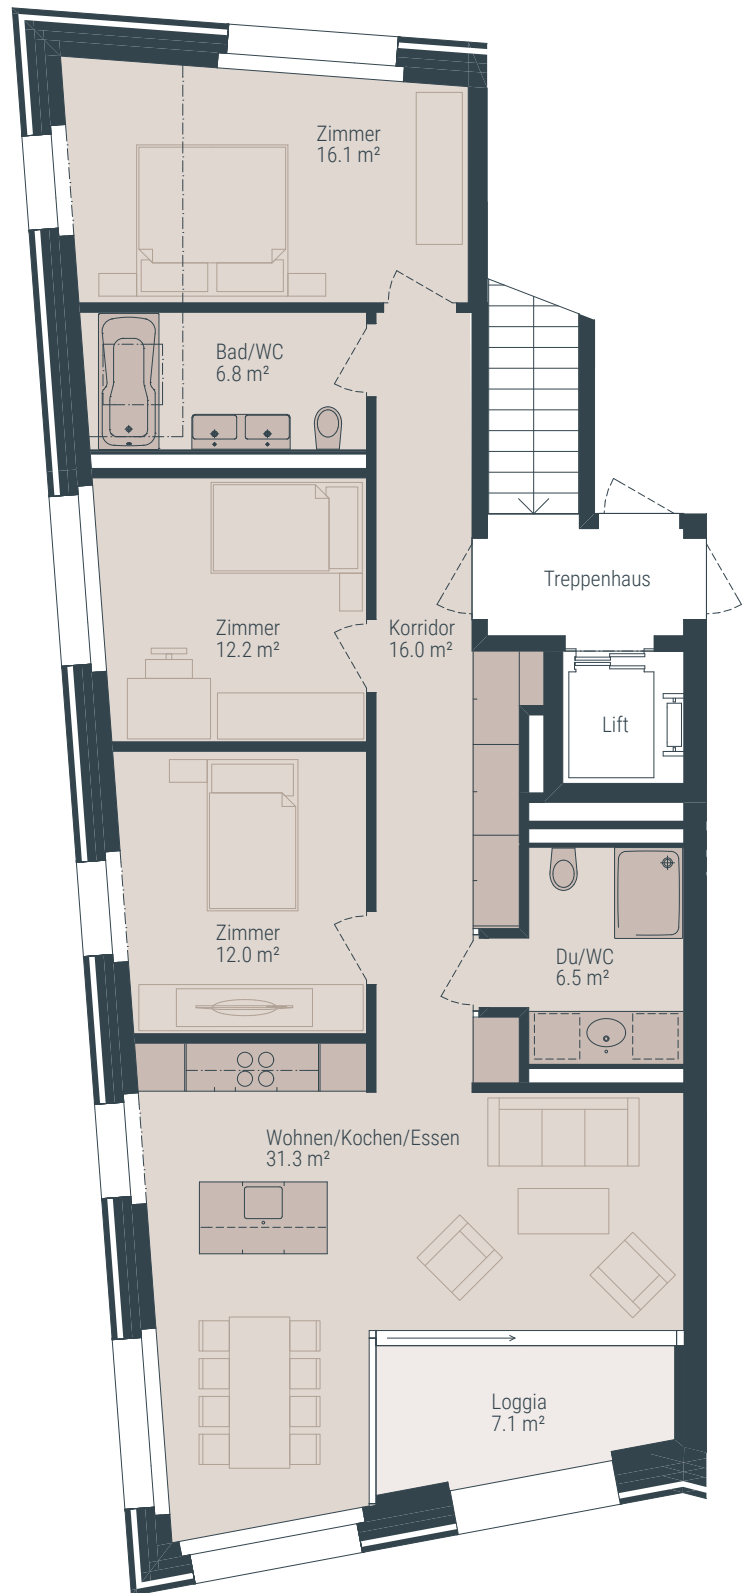 Zimmer
16.1 m²
Bad/WC
6.8 m²
Treppenhaus
Zimmer
12.2 m²
Korridor
16.0 m²
Lift
Zimmer
12.0 m²
Du/WC
6.5 m²
Wohnen/Kochen/Essen
31.3 m²
Loggia
7.1 m²